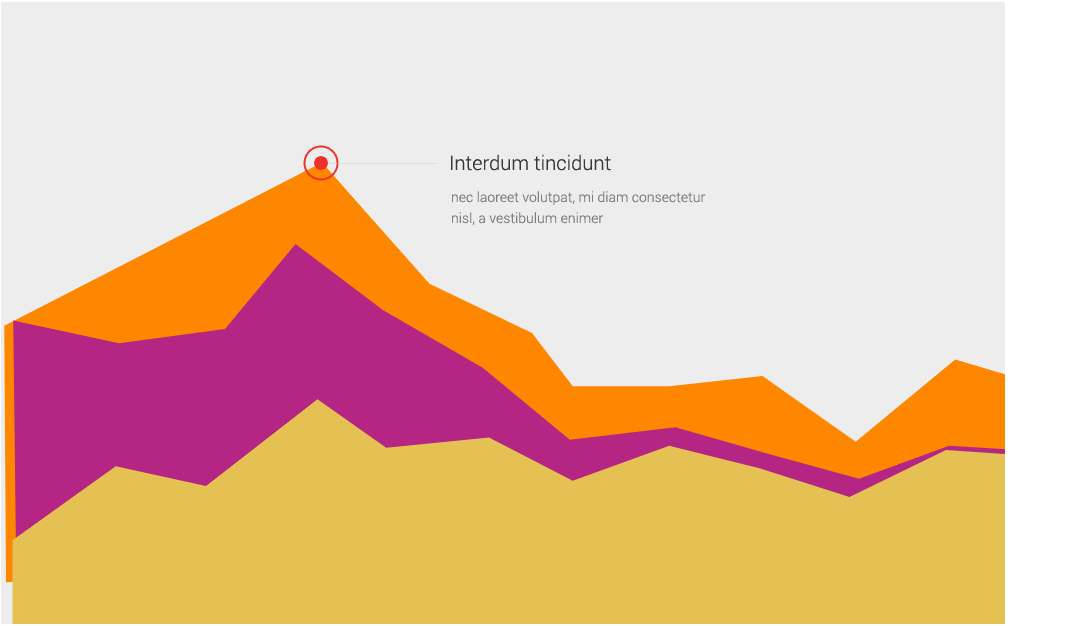 Interdum tincidunt
nec laoreet volutpat, mi diam consectetur
nisl, a vestibulum enimer